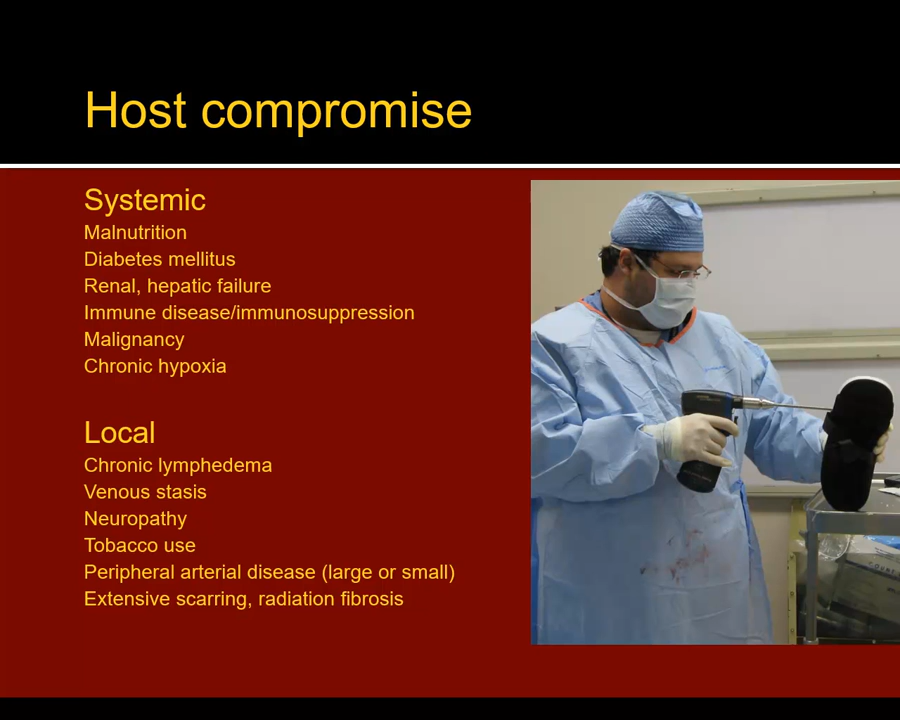 Host compromise
Systemic
Malnutrition
Diabetes mellitus
Renal, hepatic failure
Immune disease/immunosuppression
Malignancy
Chronic hypoxia
Local
Chronic lymphedema
Venous stasis
Neuropathy
Tobacco use
Peripheral arterial disease (large or small)
Extensive scarring, radiation fibrosis